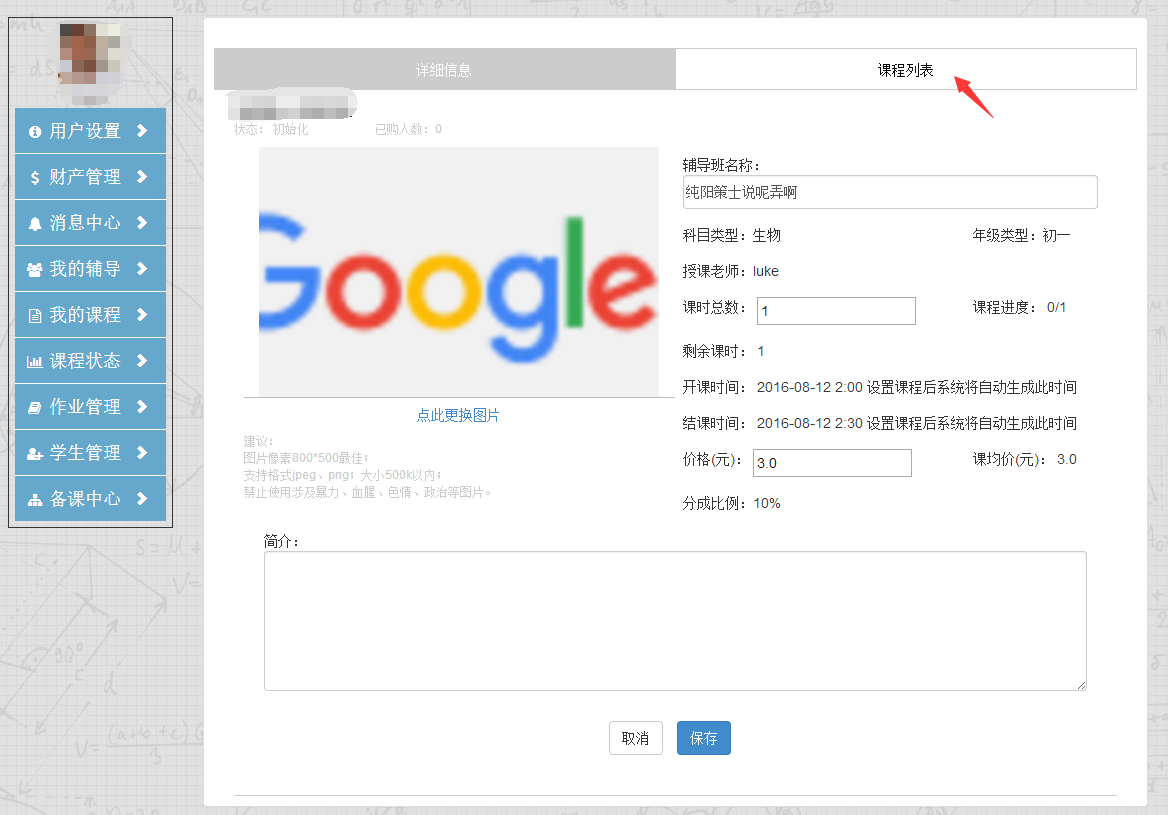 用户设置
财产管理
消息中心
我的辅导
我的课程
课程状态
作业管理
学生管理
备课中心
详细信息
课程列表
状态：初始化 已购人数：0
Google
点此更换图片
建议：
图片像素800*500最佳；
支持格式jpeg、png；大小500k以内；
禁止使用涉及暴力、血腥、色情、政治等图片。
辅导班名称：
纯阳策士说呢弄啊
科目类型：生物 年级类型：初一
授课老师：luke
课时总数：1 课程进度：0/1
剩余课时：1
开课时间：2016-08-12 2:00 设置课程后系统将自动生成此时间
结课时间：2016-08-12 2:30 设置课程后系统将自动生成此时间
价格(元)：3.0 课均价(元)：3.0
分成比例：10%
简介：
取消 保存